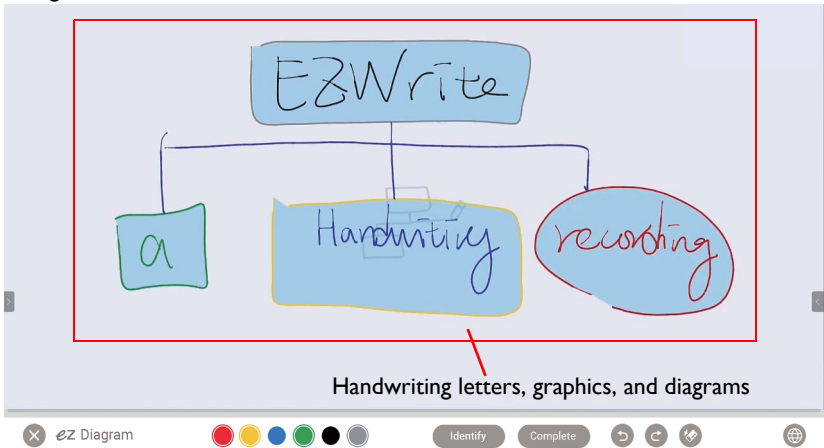 EZWrite
a
Handwriting
recording
Handwriting letters, graphics, and diagrams
ez Diagram
Identify
Complete